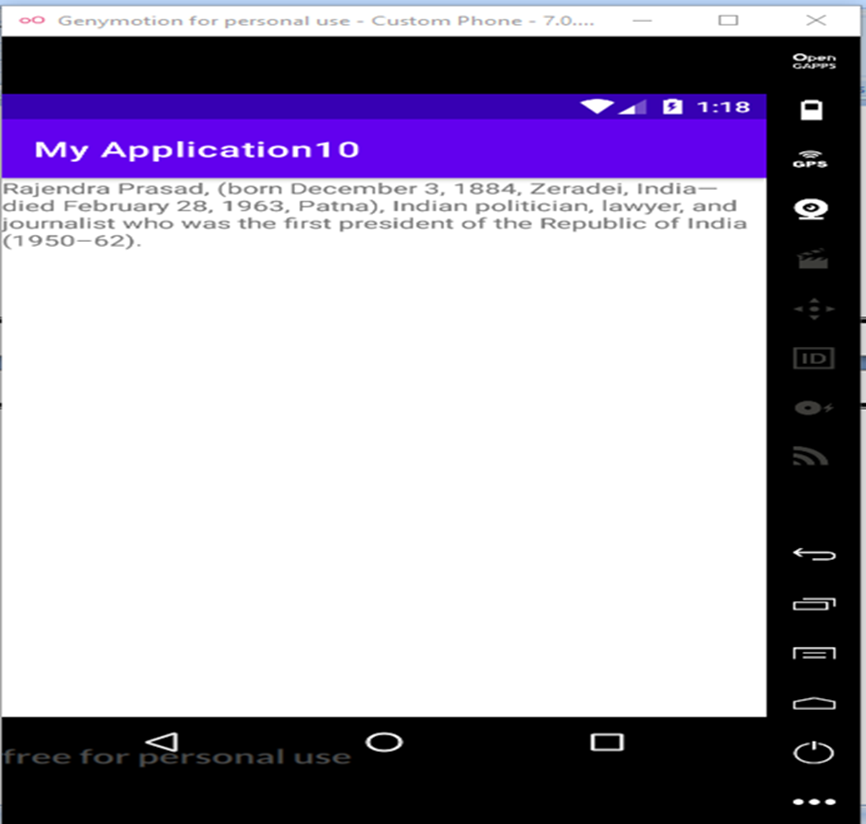 Genymotion for personal use - Custom Phone - 7.0....
Open
GAPPS
1:18
My Application10
GPS
Rajendra Prasad, (born December 3, 1884, Zeradei, India—
died February 28, 1963, Patna), Indian politician, lawyer, and
journalist who was the first president of the Republic of India
(1950–62).
ID
free for personal use